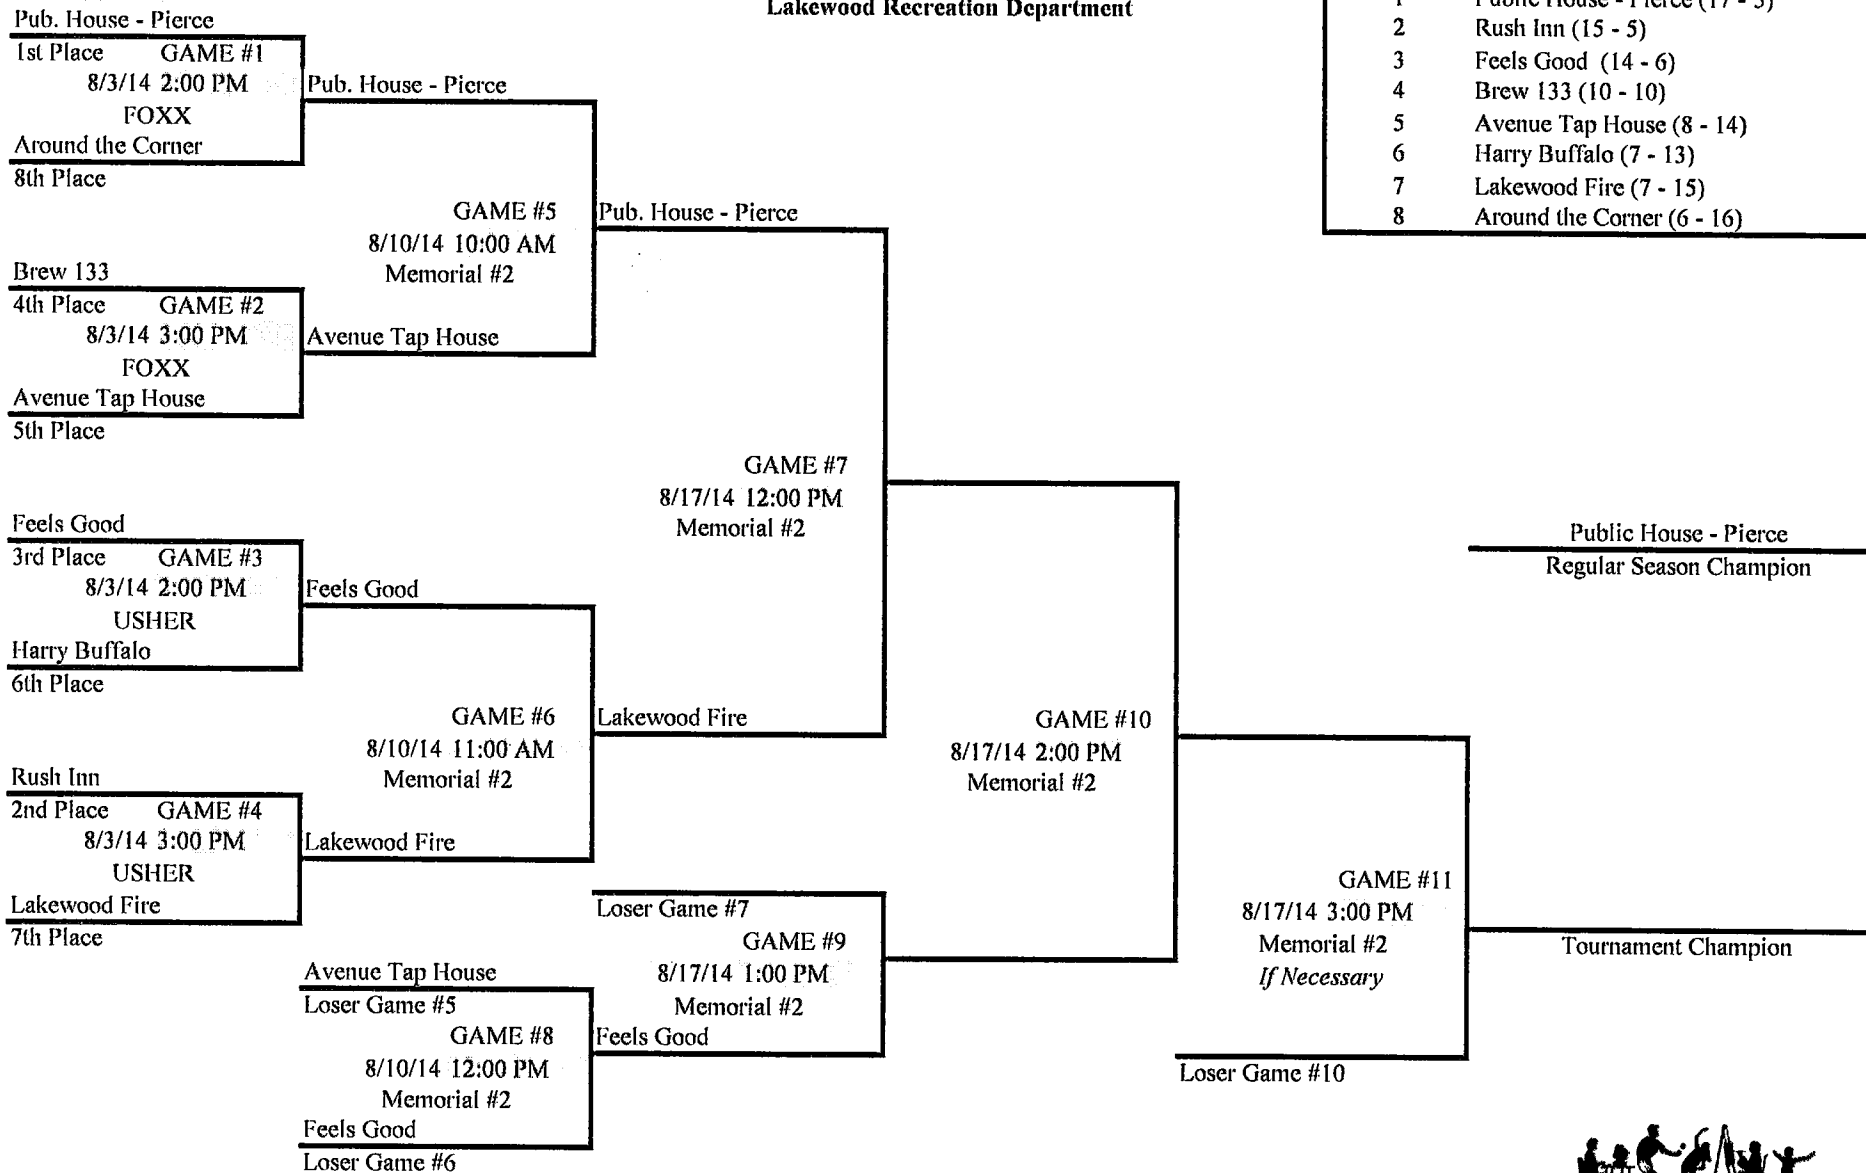 Lakewood Recreation Department
1 Public House - Pierce (17 - 5)
2 Rush Inn (15 - 5)
3 Feels Good (14 - 6)
4 Brew 133 (10 - 10)
5 Avenue Tap House (8 - 14)
6 Harry Buffalo (7 - 13)
7 Lakewood Fire (7 - 15)
8 Around the Corner (6 - 16)
Pub. House - Pierce
1st Place GAME #1
8/3/14 2:00 PM
FOXX
Around the Corner
8th Place
Brew 133
4th Place GAME #2
8/3/14 3:00 PM
FOXX
Avenue Tap House
5th Place
Feels Good
3rd Place GAME #3
8/3/14 2:00 PM
USHER
Harry Buffalo
6th Place
Rush Inn
2nd Place GAME #4
8/3/14 3:00 PM
USHER
Lakewood Fire
7th Place
Pub. House - Pierce
GAME #5
8/10/14 10:00 AM
Memorial #2
Avenue Tap House
Feels Good
GAME #6
8/10/14 11:00 AM
Memorial #2
Lakewood Fire
Avenue Tap House
Loser Game #5
GAME #8
8/10/14 12:00 PM
Memorial #2
Feels Good
Loser Game #6
Pub. House - Pierce
GAME #7
8/17/14 12:00 PM
Memorial #2
Lakewood Fire
Loser Game #7
GAME #9
8/17/14 1:00 PM
Memorial #2
Feels Good
GAME #10
8/17/14 2:00 PM
Memorial #2
GAME #11
8/17/14 3:00 PM
Memorial #2
If Necessary
Loser Game #10
Public House - Pierce
Regular Season Champion
Tournament Champion